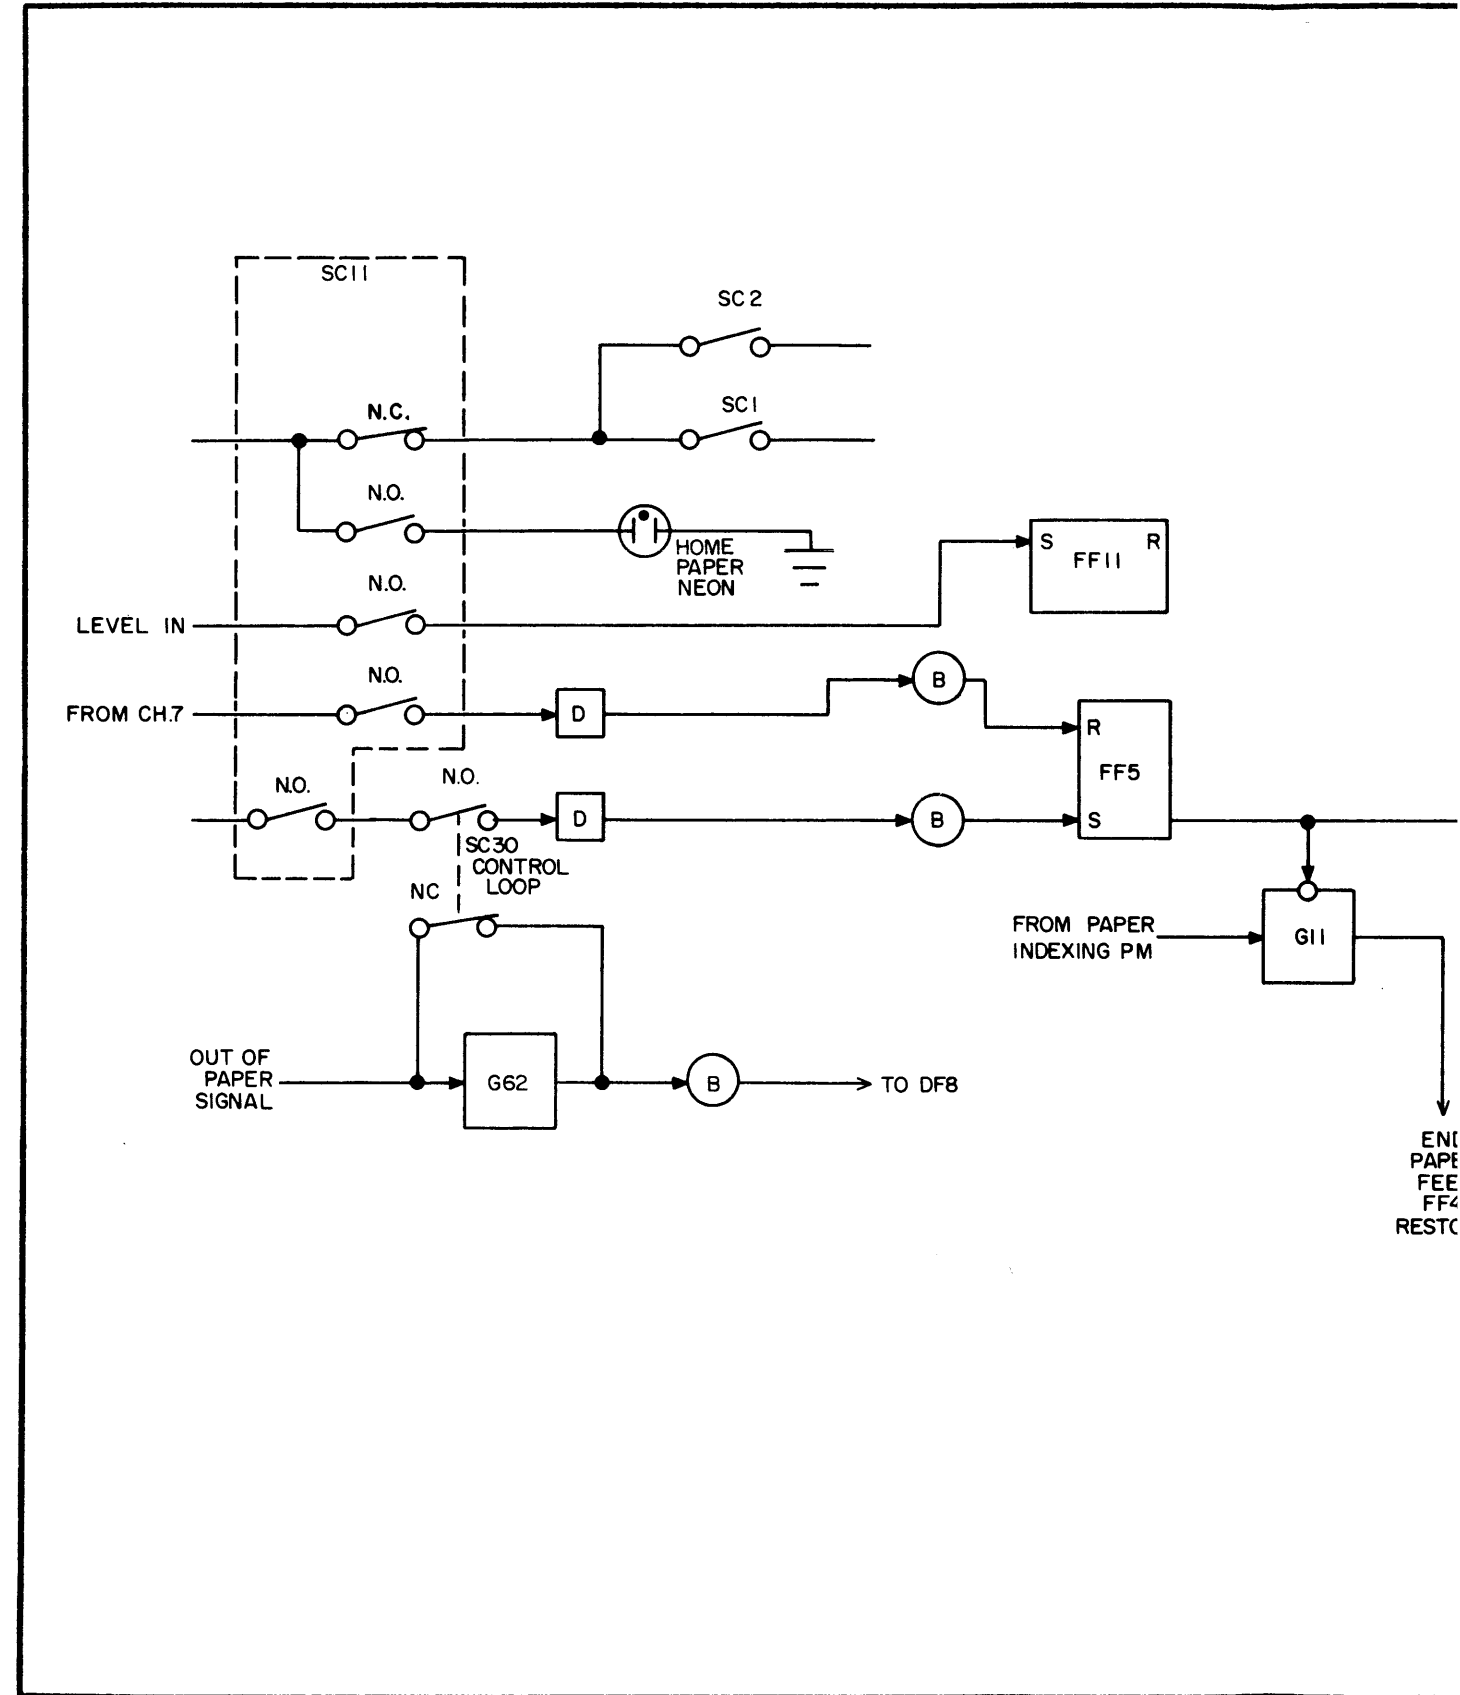 SC11
SC2
SC1
N.C.
N.O.
HOME
PAPER
NEON
S
R
FF11
N.O.
LEVEL IN
N.O.
FROM CH.7
D
B
R
FF5
S
N.O.
N.O.
D
B
SC30
CONTROL
LOOP
NC
FROM PAPER
INDEXING PM
G11
OUT OF
PAPER
SIGNAL
G62
B
TO DF8
RESTO